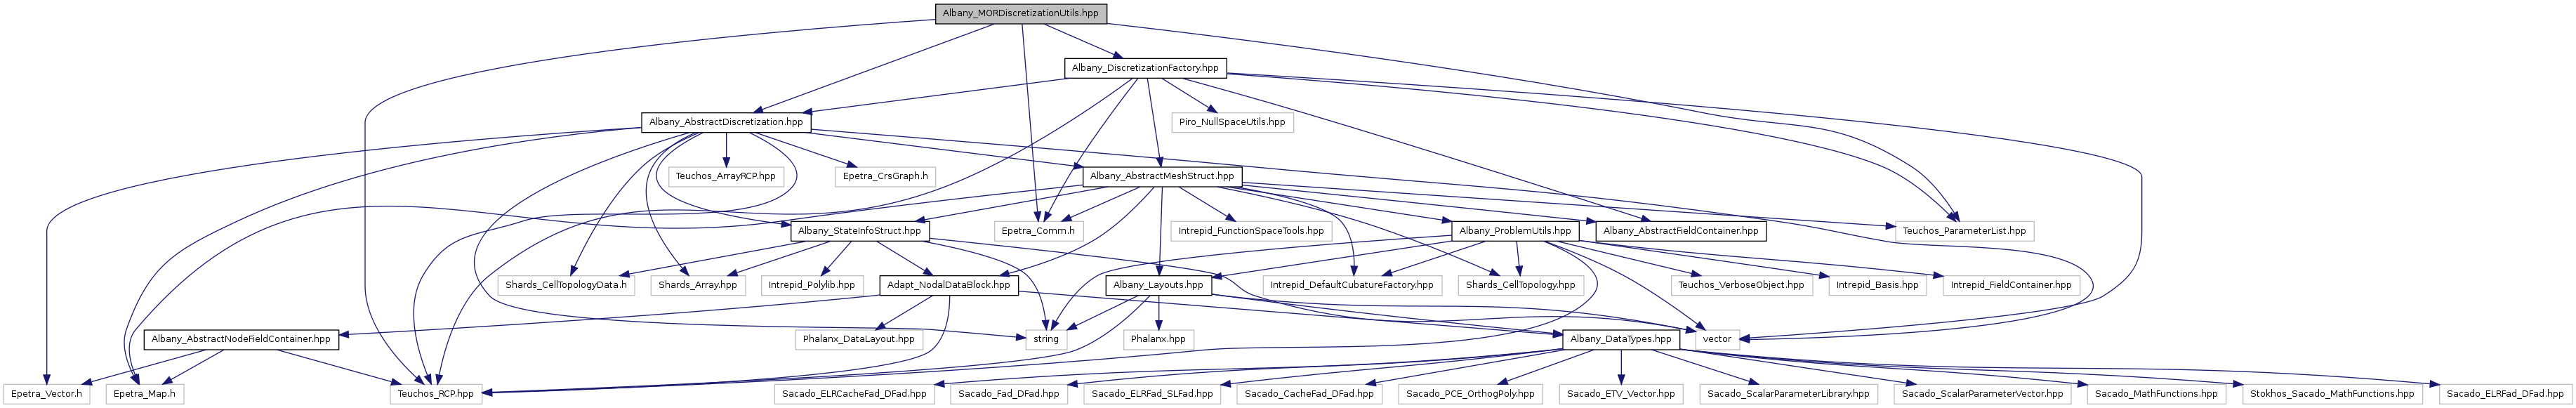 Albany_MORDiscretizationUtils.hpp
Albany_DiscretizationFactory.hpp
Albany_AbstractDiscretization.hpp
Piro_NullSpaceUtils.hpp
Teuchos_ArrayRCP.hpp
Epetra_CrsGraph.h
Albany_AbstractMeshStruct.hpp
Albany_StateInfoStruct.hpp
Epetra_Comm.h
Intrepid_FunctionSpaceTools.hpp
Albany_ProblemUtils.hpp
Albany_AbstractFieldContainer.hpp
Teuchos_ParameterList.hpp
Shards_CellTopologyData.h
Shards_Array.hpp
Intrepid_Polylib.hpp
Adapt_NodalDataBlock.hpp
Albany_Layouts.hpp
Intrepid_DefaultCubatureFactory.hpp
Shards_CellTopology.hpp
Teuchos_VerboseObject.hpp
Intrepid_Basis.hpp
Intrepid_FieldContainer.hpp
Albany_AbstractNodeFieldContainer.hpp
Phalanx_DataLayout.hpp
string
Phalanx.hpp
Albany_DataTypes.hpp
vector
Epetra_Vector.h
Epetra_Map.h
Teuchos_RCP.hpp
Sacado_ELRCacheFad_DFad.hpp
Sacado_Fad_DFad.hpp
Sacado_ELRFad_SLFad.hpp
Sacado_CacheFad_DFad.hpp
Sacado_PCE_OrthogPoly.hpp
Sacado_ETV_Vector.hpp
Sacado_ScalarParameterLibrary.hpp
Sacado_ScalarParameterVector.hpp
Sacado_MathFunctions.hpp
Stokhos_Sacado_MathFunctions.hpp
Sacado_ELRFad_DFad.hpp